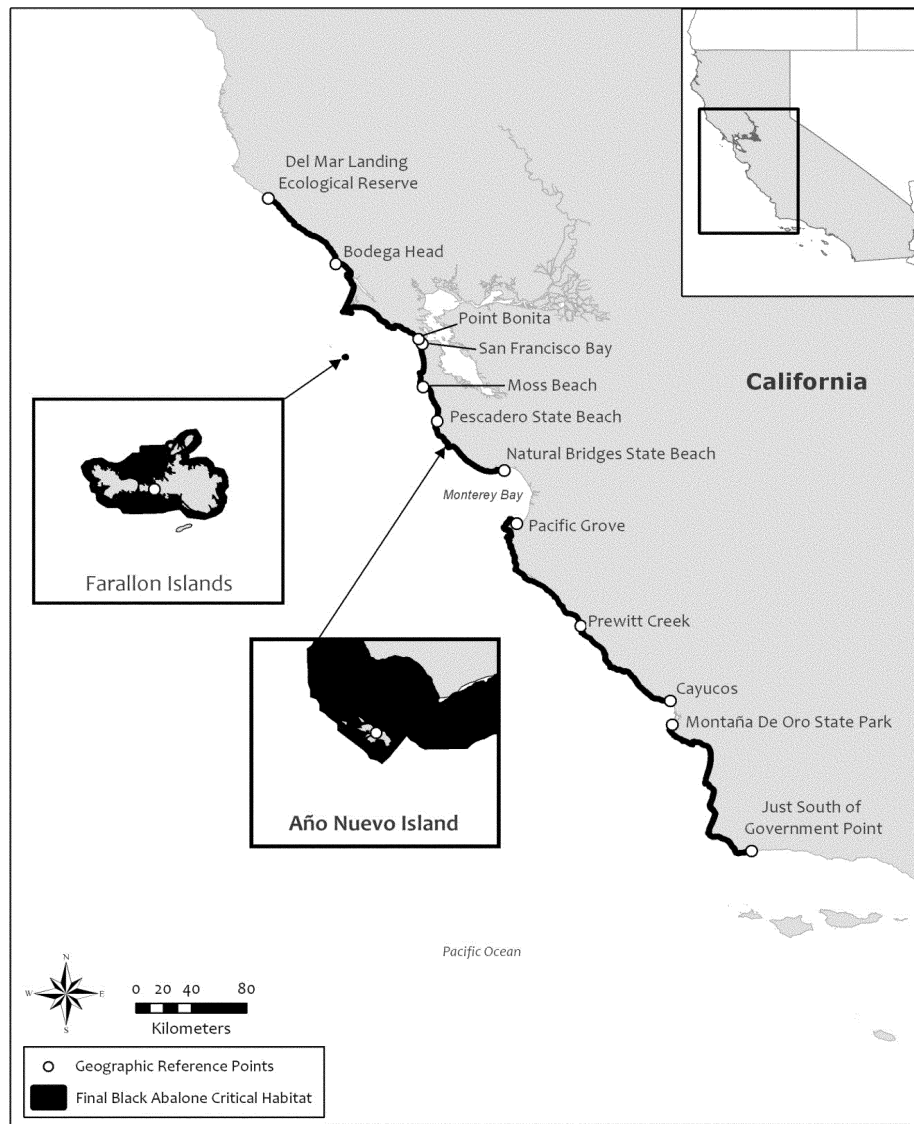 Del Mar Landing
Ecological Reserve
Bodega Head
Point Bonita
San Francisco Bay
Moss Beach
California
Pescadero State Beach
Natural Bridges State Beach
Monterey Bay
Pacific Grove
Farallon Islands
Prewitt Creek
Cayucos
Montaña De Oro State Park
Año Nuevo Island
Just South of
Government Point
Pacific Ocean
N
W E
S
0 20 40 80
Kilometers
Geographic Reference Points
Final Black Abalone Critical Habitat